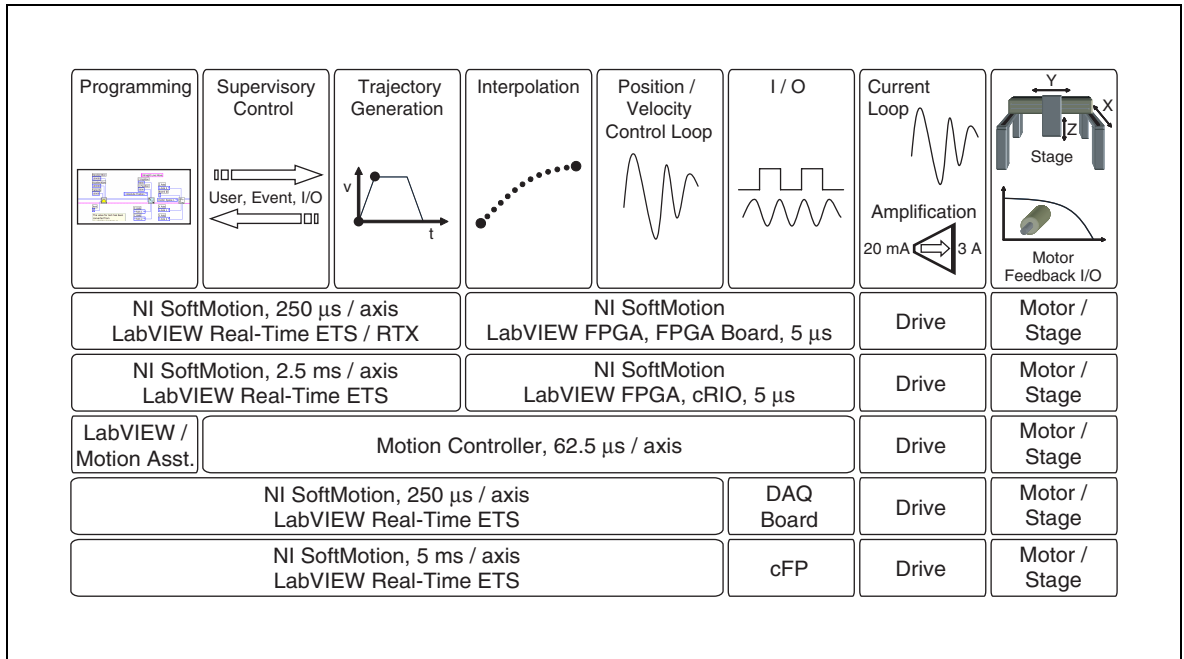 Programming
Supervisory
Control
User, Event, I/O
Trajectory
Generation
v
t
Interpolation
Position /
Velocity
Control Loop
I / O
Current
Loop
Amplification
20 mA
3 A
Y
X
Z
Stage
Motor
Feedback I/O
NI SoftMotion, 250 μs / axis
LabVIEW Real-Time ETS / RTX
NI SoftMotion
LabVIEW FPGA, FPGA Board, 5 μs
Drive
Motor /
Stage
NI SoftMotion, 2.5 ms / axis
LabVIEW Real-Time ETS
NI SoftMotion
LabVIEW FPGA, cRIO, 5 μs
Drive
Motor /
Stage
LabVIEW /
Motion Asst.
Motion Controller, 62.5 μs / axis
Drive
Motor /
Stage
NI SoftMotion, 250 μs / axis
LabVIEW Real-Time ETS
DAQ
Board
Drive
Motor /
Stage
NI SoftMotion, 5 ms / axis
LabVIEW Real-Time ETS
cFP
Drive
Motor /
Stage